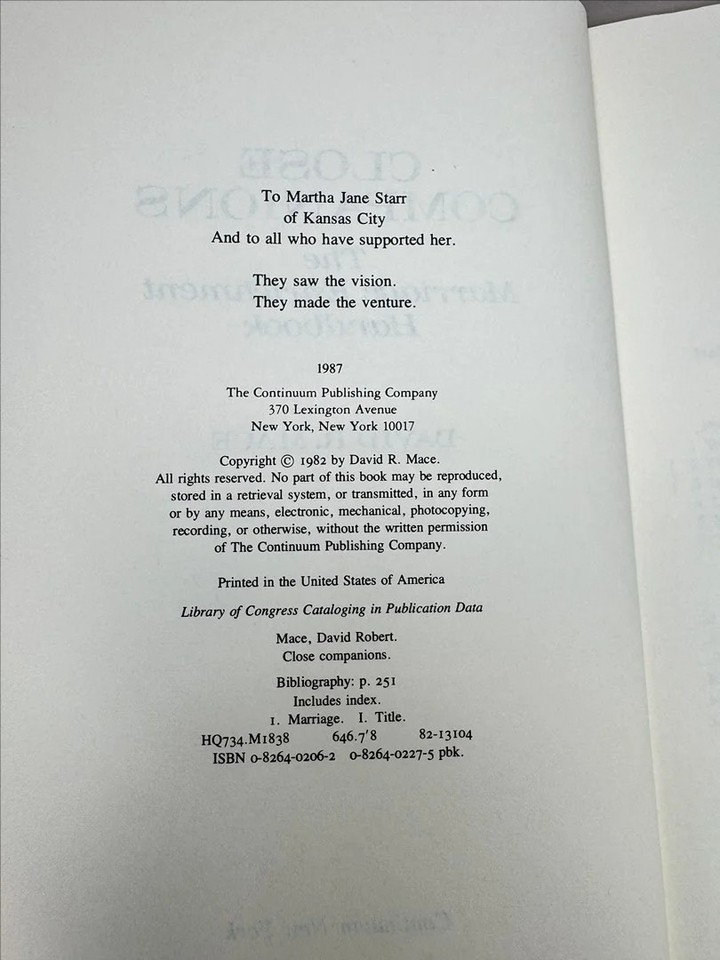 To Martha Jane Starr
of Kansas City
And to all who have supported her.
They saw the vision.
They made the venture.
1987
The Continuum Publishing Company
370 Lexington Avenue
New York, New York 10017
Copyright © 1982 by David R. Mace.
All rights reserved. No part of this book may be reproduced,
stored in a retrieval system, or transmitted, in any form
or by any means, electronic, mechanical, photocopying,
recording, or otherwise, without the written permission
of The Continuum Publishing Company.
Printed in the United States of America
Library of Congress Cataloging in Publication Data
Mace, David Robert.
Close companions.
Bibliography: p. 251
Includes index.
1. Marriage. I. Title.
HQ734.M1838 646.7'8 82-13104
ISBN 0-8264-0206-2 0-8264-0227-5 pbk.